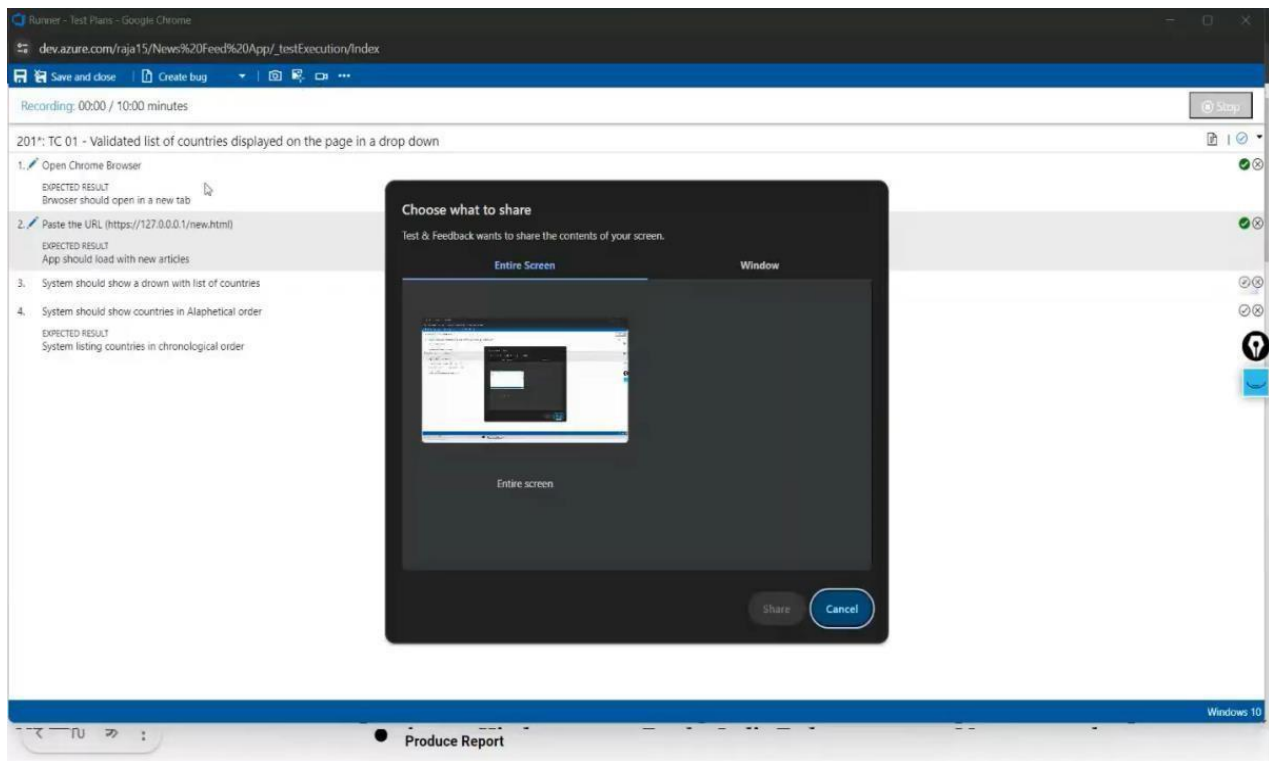 Runner - Test Plans - Google Chrome
dev.azure.com/raja15/News%20Feed%20App/_testExecution/Index
Save and close
Create bug
Recording: 00:00 / 10:00 minutes
Stop
201*: TC 01 - Validated list of countries displayed on the page in a drop down
1. Open Chrome Browser
EXPECTED RESULT
Brwoser should open in a new tab
2. Paste the URL (https://127.0.0.0.1/new.html)
EXPECTED RESULT
App should load with new articles
3. System should show a drown with list of countries
4. System should show countries in Alaphetical order
EXPECTED RESULT
System listing countries in chronological order
Choose what to share
Test & Feedback wants to share the contents of your screen.
Entire Screen
Window
Entire screen
Share
Cancel
Windows 10
Produce Report